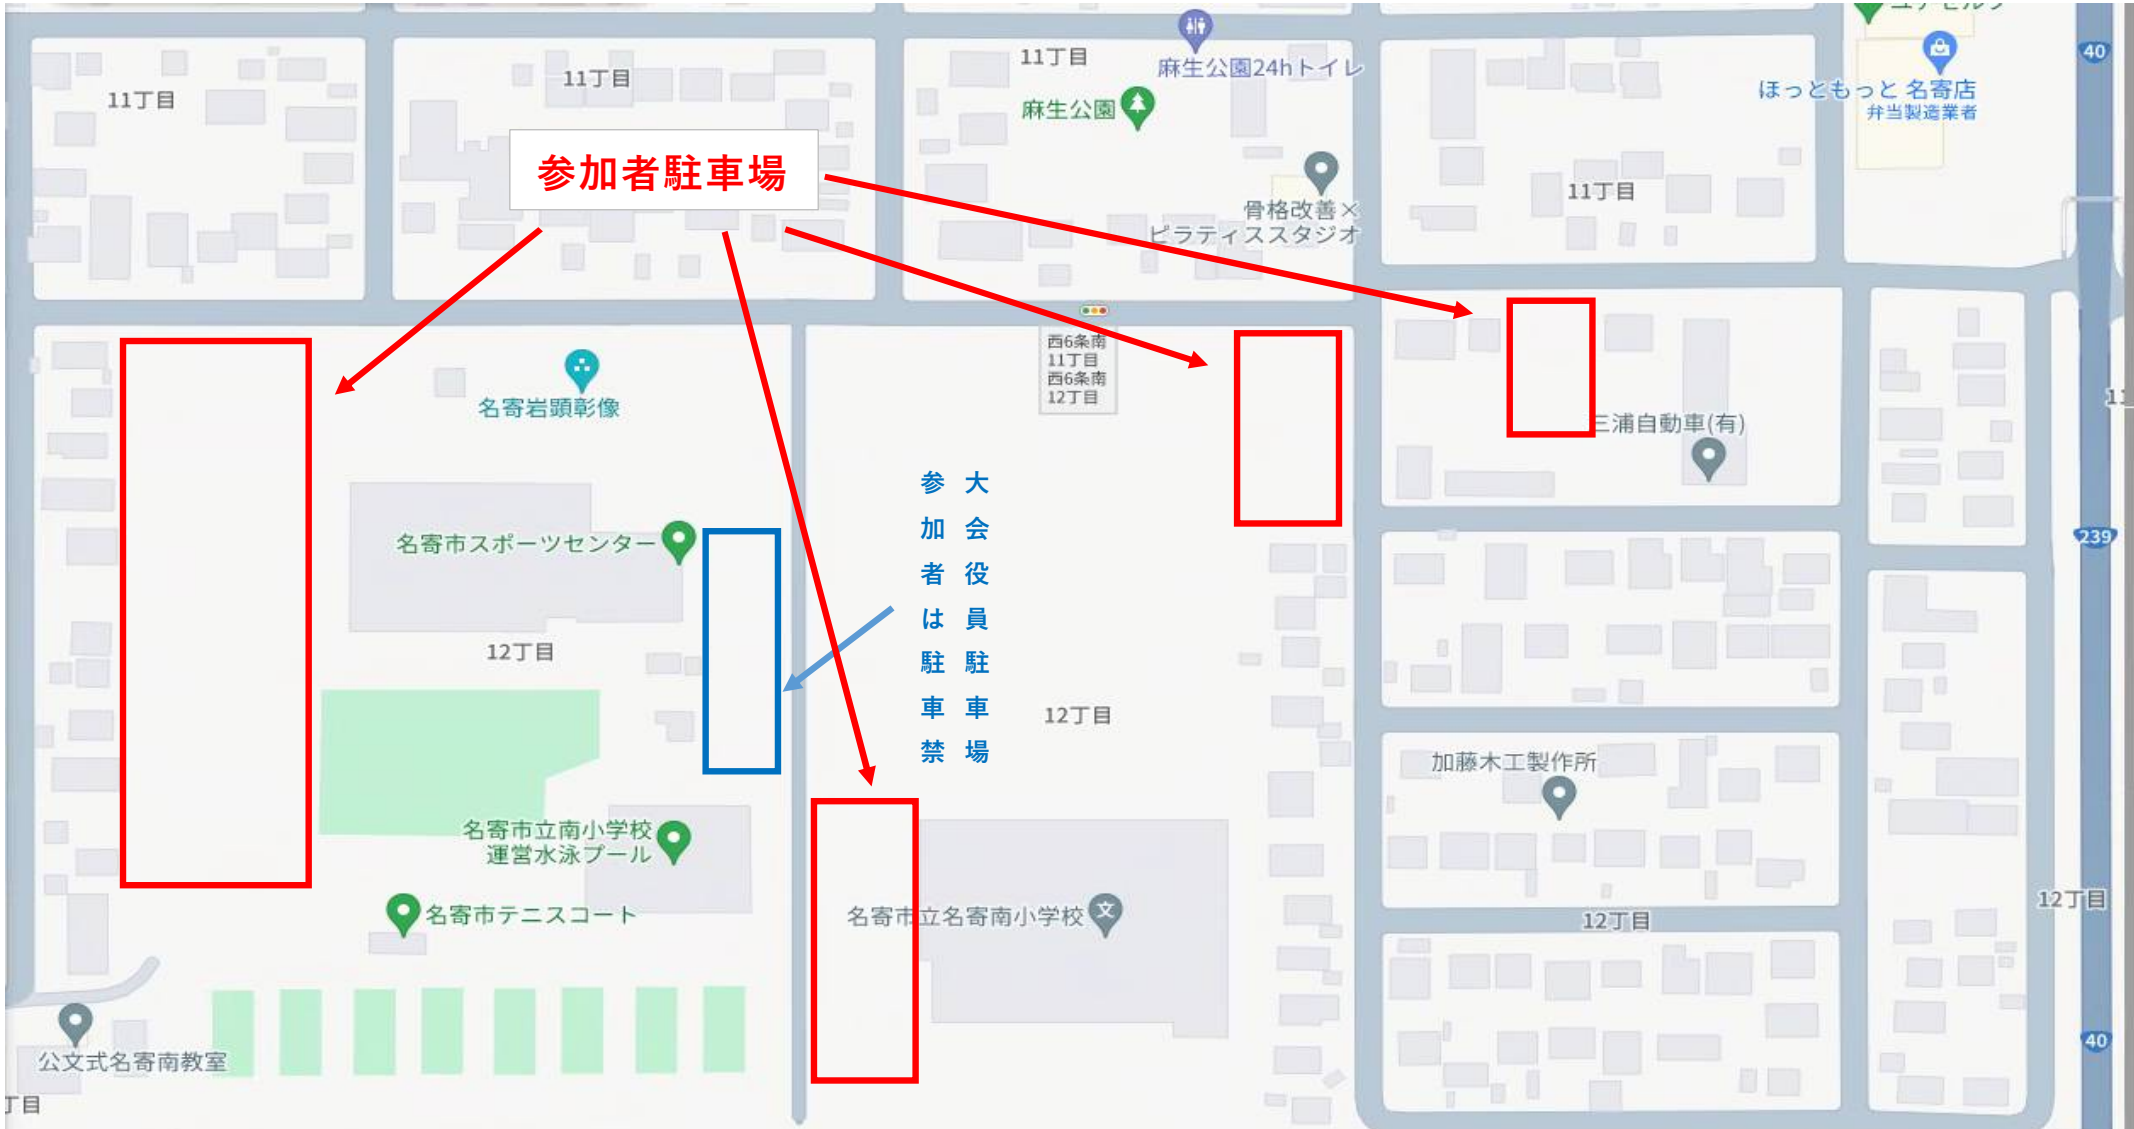 ユナモルツ
40
11丁目
麻生公園24hトイレ
11丁目
ほっともっと 名寄店
弁当製造業者
11丁目
麻生公園
参加者駐車場
11丁目
骨格改善×
ピラティススタジオ
西6条南
11丁目
西6条南
12丁目
名寄岩顕彰像
三浦自動車(有)
大会役員駐車場
参加者は駐車禁
名寄市スポーツセンター
239
12丁目
12丁目
加藤木工製作所
名寄市立南小学校
運営水泳プール
名寄市テニスコート
名寄市立名寄南小学校
文
12丁目
12丁目
公文式名寄南教室
40
丁目